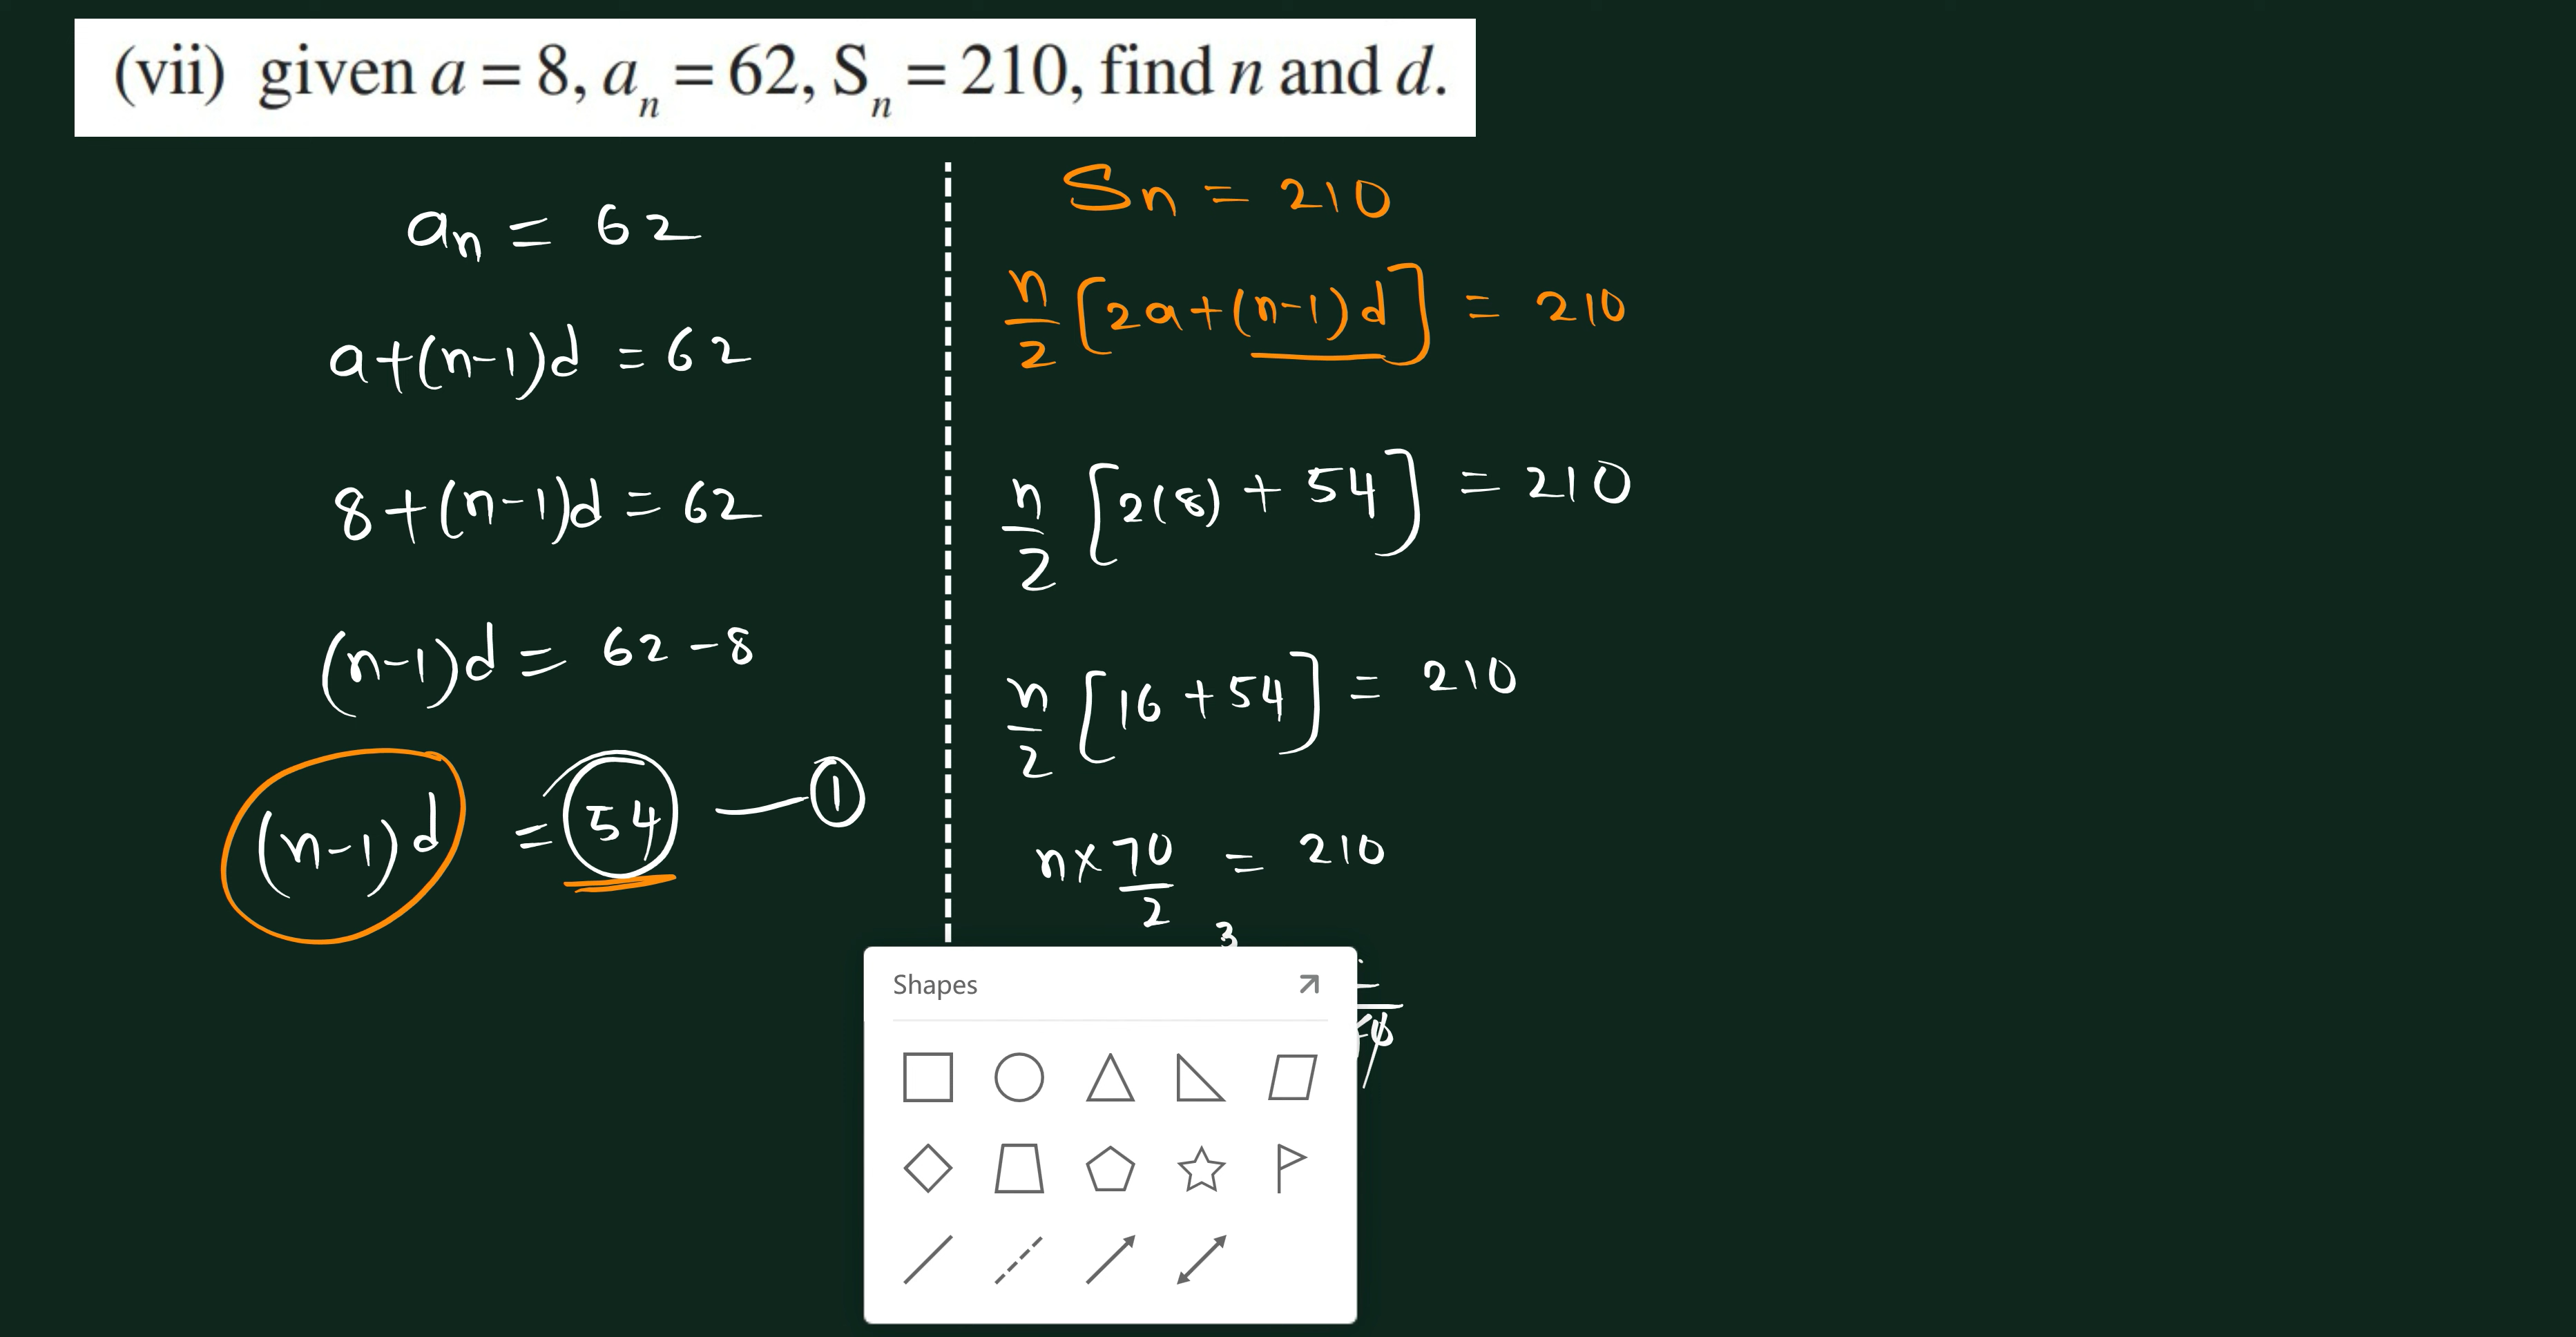 (vii) given a = 8, aₙ = 62, Sₙ = 210, find n and d.
aₙ = 62
a+(n-1)d = 62
8+(n-1)d = 62
(n-1)d = 62 - 8
(n-1)d = 54 — ①
Sn = 210
n/2 [2a+(n-1)d] = 210
n/2 [2(8) + 54] = 210
n/2 [16 + 54] = 210
n × 70/2 = 210
3
Shapes